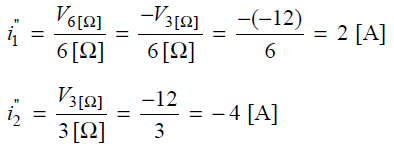 i₁" = V₆[Ω] / 6 [Ω] = −V₃[Ω] / 6 [Ω] = −(−12) / 6 = 2 [A]
i₂" = V₃[Ω] / 3 [Ω] = −12 / 3 = − 4 [A]